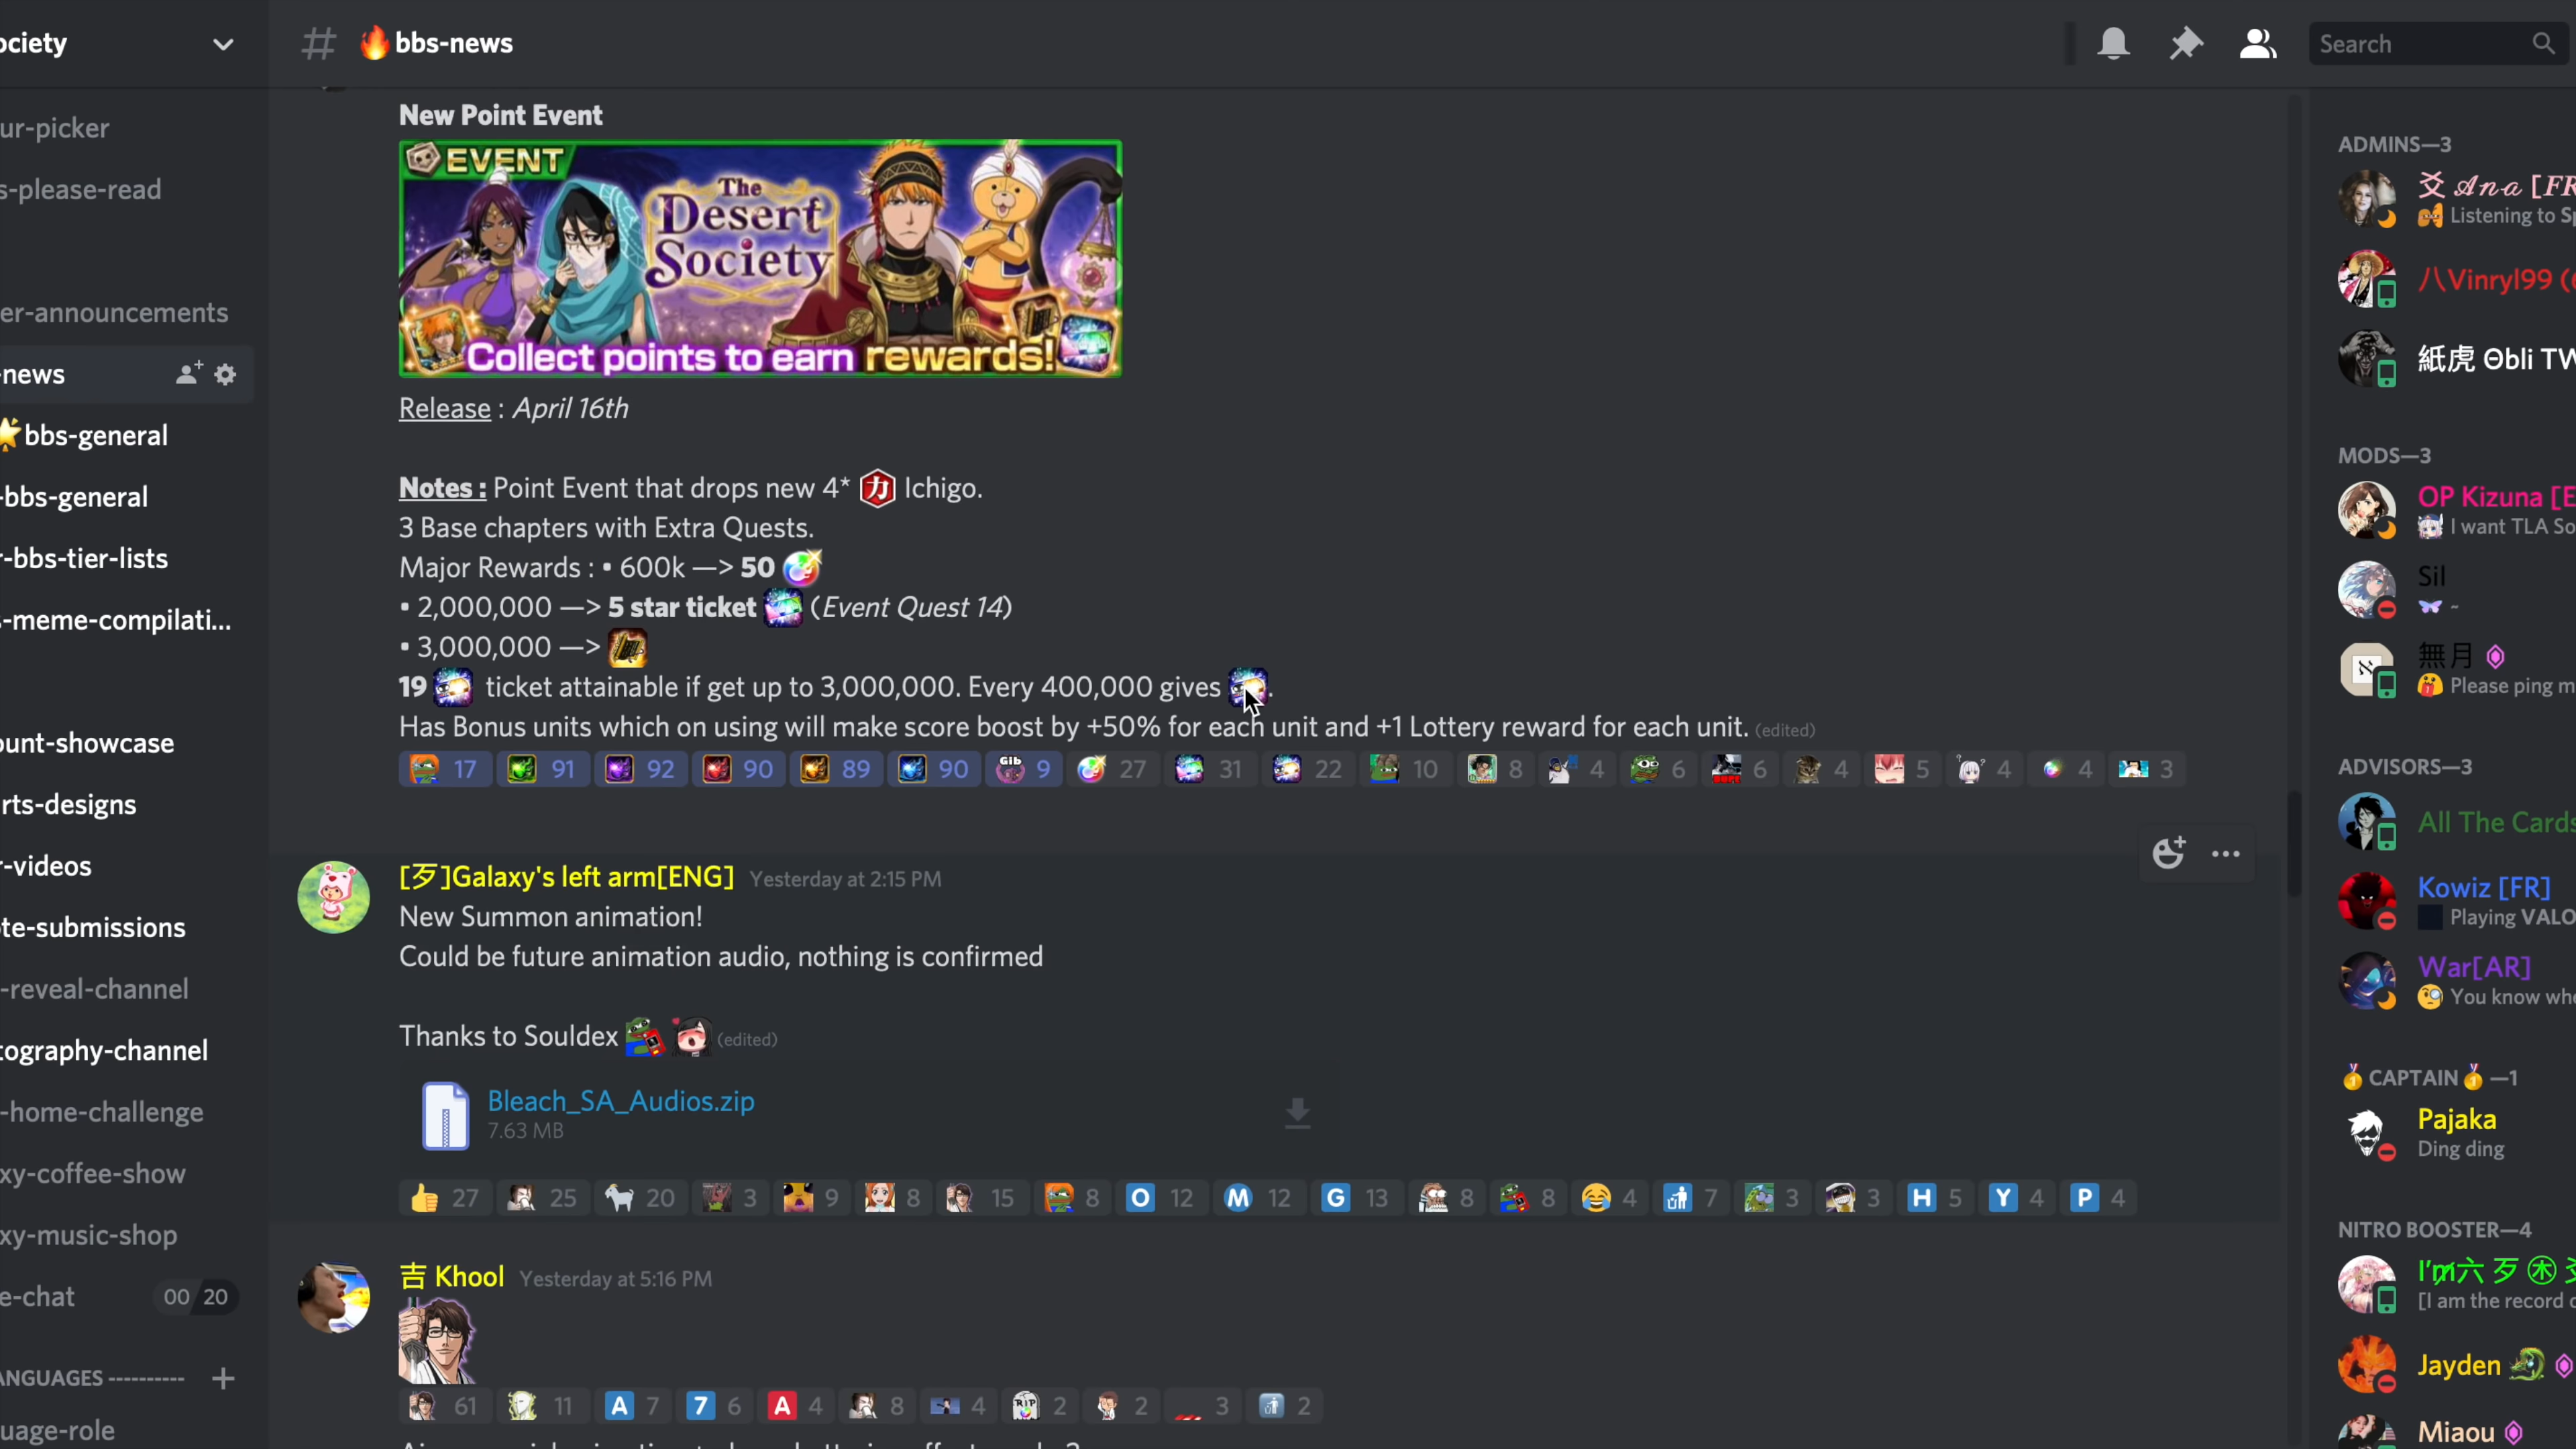 ociety
bbs-news
Search
ur-picker
s-please-read
er-announcements
-news
bbs-general
-bbs-general
r-bbs-tier-lists
s-meme-compilati...
ount-showcase
rts-designs
r-videos
te-submissions
-reveal-channel
tography-channel
-home-challenge
xy-coffee-show
xy-music-shop
e-chat 00 20
ANGUAGES ----------
uage-role
New Point Event
EVENT
The
Desert
Society
Collect points to earn rewards!
Release : April 16th
Notes : Point Event that drops new 4* 力 Ichigo.
3 Base chapters with Extra Quests.
Major Rewards : • 600k —> 50
• 2,000,000 —> 5 star ticket (Event Quest 14)
• 3,000,000 —>
19 ticket attainable if get up to 3,000,000. Every 400,000 gives .
Has Bonus units which on using will make score boost by +50% for each unit and +1 Lottery reward for each unit. (edited)
17 91 92 90 89 90 Gib 9 27 31 22 10 8 4 6 6 4 5 4 4 3
[歹]Galaxy's left arm[ENG] Yesterday at 2:15 PM
New Summon animation!
Could be future animation audio, nothing is confirmed
Thanks to Souldex (edited)
Bleach_SA_Audios.zip
7.63 MB
27 25 20 3 9 8 15 8 O 12 M 12 G 13 8 8 4 7 3 3 H 5 Y 4 P 4
吉 Khool Yesterday at 5:16 PM
61 11 A 7 7 6 A 4 8 4 RIP 2 2 3 2
ADMINS—3
爻 Ana [FR
Listening to Sp
八Vinryl99 (
紙虎 Θbli TW
MODS—3
OP Kizuna [E
I want TLA So
Sil
~
無月
Please ping m
ADVISORS—3
All The Cards
Kowiz [FR]
Playing VALO
War[AR]
You know whe
CAPTAIN —1
Pajaka
Ding ding
NITRO BOOSTER—4
I'm六 歹 ㊍
[I am the record o
Jayden
Miaou